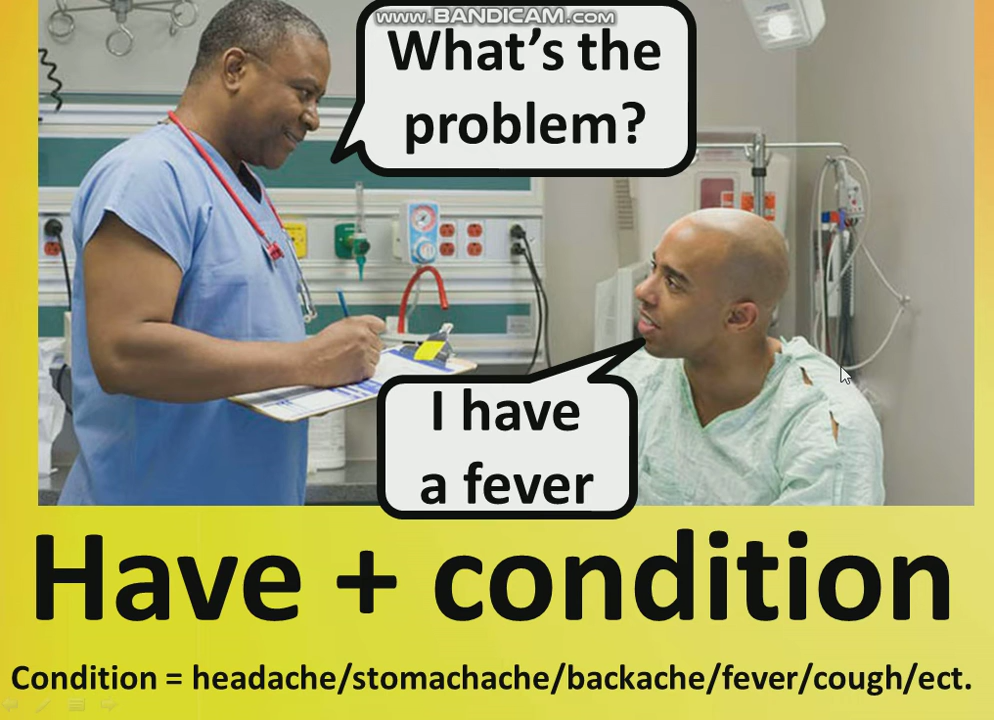 www.BANDICAM.com
What's the
problem?
I have
a fever
Have + condition
Condition = headache/stomachache/backache/fever/cough/ect.